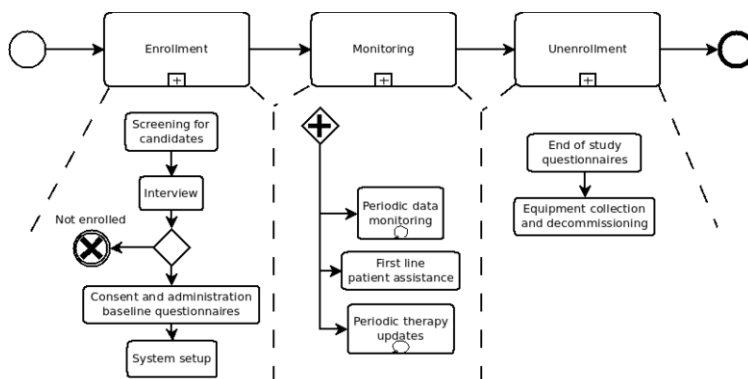 Enrollment
Monitoring
Unenrollment
Screening for
candidates
Interview
Not enrolled
Consent and administration
baseline questionnaires
System setup
Periodic data
monitoring
First line
patient assistance
Periodic therapy
updates
End of study
questionnaires
Equipment collection
and decommissioning